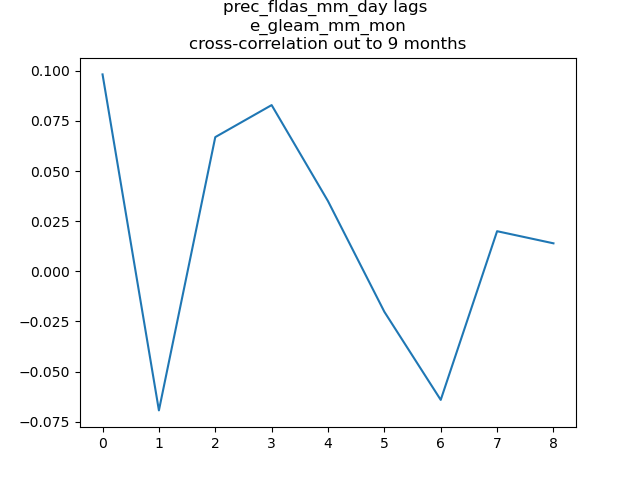 prec_fldas_mm_day lags
e_gleam_mm_mon
cross-correlation out to 9 months
0.100
0.075
0.050
0.025
0.000
−0.025
−0.050
−0.075
0 1 2 3 4 5 6 7 8